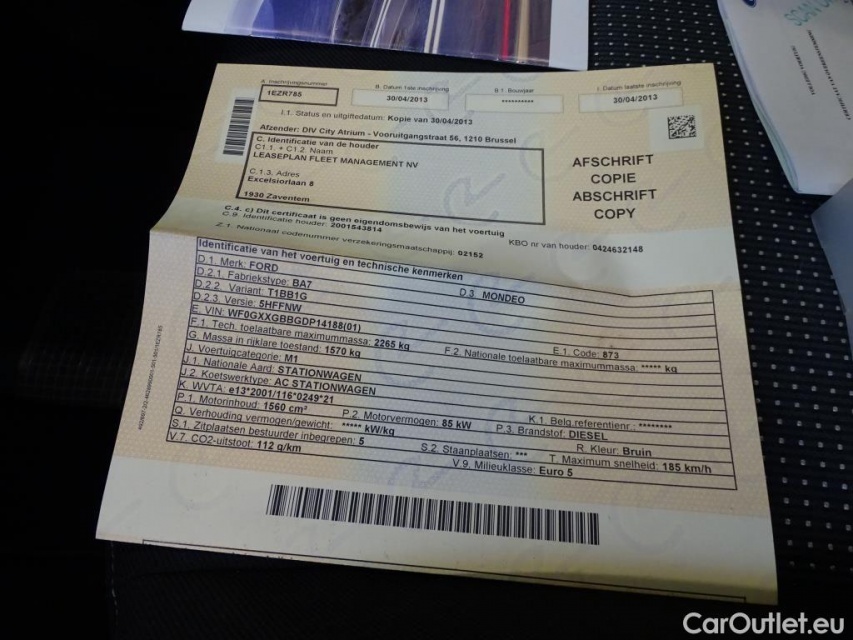 A. Inschrijvingsnummer
1EZR785
B. Datum 1ste inschrijving
30/04/2013
B.1. Bouwjaar
**********
I. Datum laatste inschrijving
30/04/2013
I.1. Status en uitgiftedatum: Kopie van 30/04/2013
Afzender: DIV City Atrium - Vooruitgangstraat 56, 1210 Brussel
C. Identificatie van de houder
C1.1. + C1.2. Naam
LEASEPLAN FLEET MANAGEMENT NV
C.1.3. Adres
Excelsiorlaan 8
1930 Zaventem
AFSCHRIFT
COPIE
ABSCHRIFT
COPY
C.4. c) Dit certificaat is geen eigendomsbewijs van het voertuig
C.9. Identificatie houder: 2001543814
KBO nr van houder: 0424632148
Z.1. Nationaal codenummer verzekeringsmaatschappij: 02152
Identificatie van het voertuig en technische kenmerken
D.1. Merk: FORD
D.3 MONDEO
D.2.1. Fabriekstype: BA7
D.2.2. Variant: T1BB1G
D.2.3. Versie: 5HFFNW
E. VIN: WF0GXXGBBGDP14188(01)
E.1. Code: 873
F.1. Tech. toelaatbare maximummassa: 2265 kg
F.2. Nationale toelaatbare maximummassa: ***** kg
G. Massa in rijklare toestand: 1570 kg
J. Voertuigcategorie: M1
J.1. Nationale Aard: STATIONWAGEN
J.2. Koetswerktype: AC STATIONWAGEN
K. WVTA: e13*2001/116*0249*21
K.1. Belg.referentienr.: *******
P.1. Motorinhoud: 1560 cm³
P.2. Motorvermogen: 85 kW
P.3. Brandstof: DIESEL
Q. Verhouding vermogen/gewicht: ***** kW/kg
R. Kleur: Bruin
S.1. Zitplaatsen bestuurder inbegrepen: 5
S.2. Staanplaatsen: ***
T. Maximum snelheid: 185 km/h
V.7. CO2-uitstoot: 112 g/km
V.9. Milieuklasse: Euro 5
CarOutlet.eu